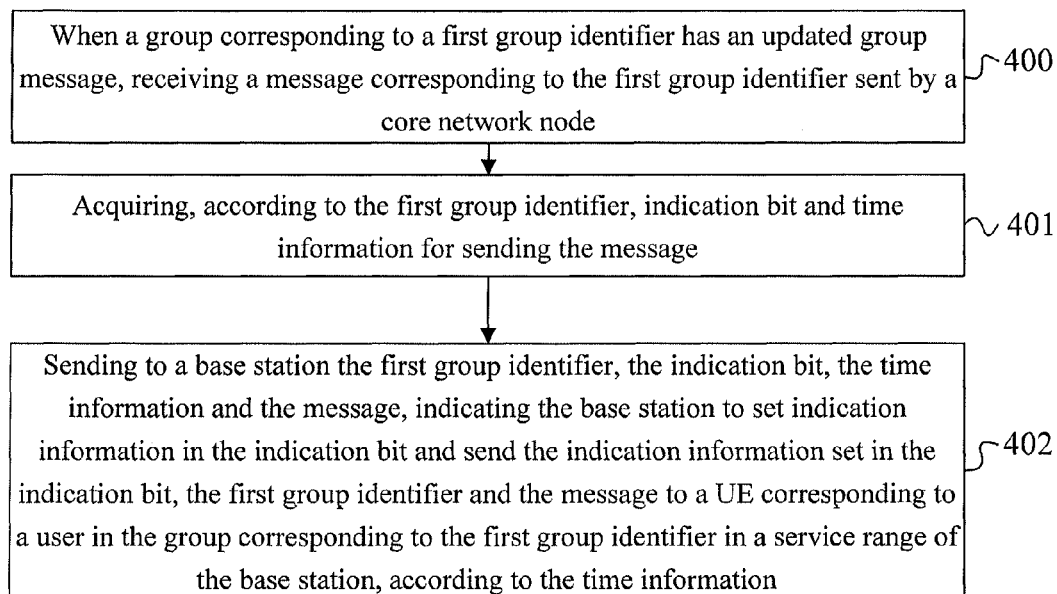 When a group corresponding to a first group identifier has an updated group
message, receiving a message corresponding to the first group identifier sent by a
core network node
400
Acquiring, according to the first group identifier, indication bit and time
information for sending the message
401
Sending to a base station the first group identifier, the indication bit, the time
information and the message, indicating the base station to set indication
information in the indication bit and send the indication information set in the
indication bit, the first group identifier and the message to a UE corresponding to
a user in the group corresponding to the first group identifier in a service range of
the base station, according to the time information
402